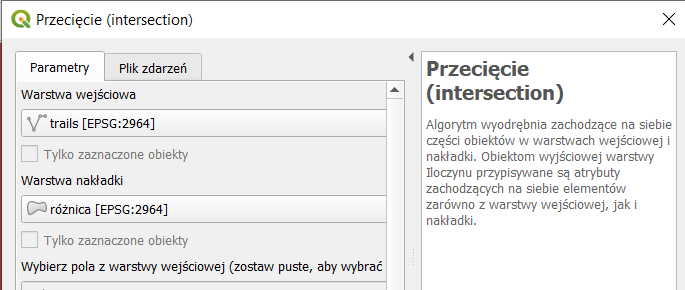 Przecięcie (intersection)
Parametry
Plik zdarzeń
Warstwa wejściowa
trails [EPSG:2964]
Tylko zaznaczone obiekty
Warstwa nakładki
różnica [EPSG:2964]
Tylko zaznaczone obiekty
Wybierz pola z warstwy wejściowej (zostaw puste, aby wybrać
Przecięcie
(intersection)
Algorytm wyodrębnia zachodzące na siebie
części obiektów w warstwach wejściowej i
nakładki. Obiektom wyjściowej warstwy
Iloczynu przypisywane są atrybuty
zachodzących na siebie elementów
zarówno z warstwy wejściowej, jak i
nakładki.